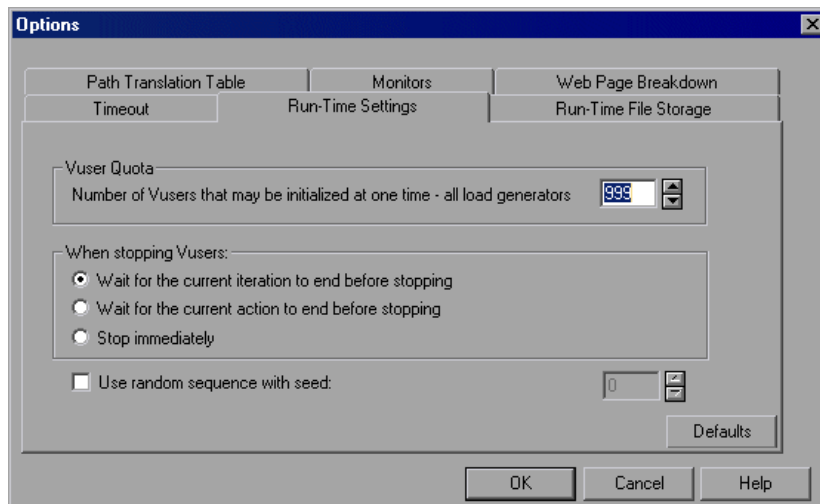 Options
Path Translation Table
Monitors
Web Page Breakdown
Timeout
Run-Time Settings
Run-Time File Storage
Vuser Quota
Number of Vusers that may be initialized at one time - all load generators
999
When stopping Vusers:
Wait for the current iteration to end before stopping
Wait for the current action to end before stopping
Stop immediately
Use random sequence with seed:
0
Defaults
OK
Cancel
Help